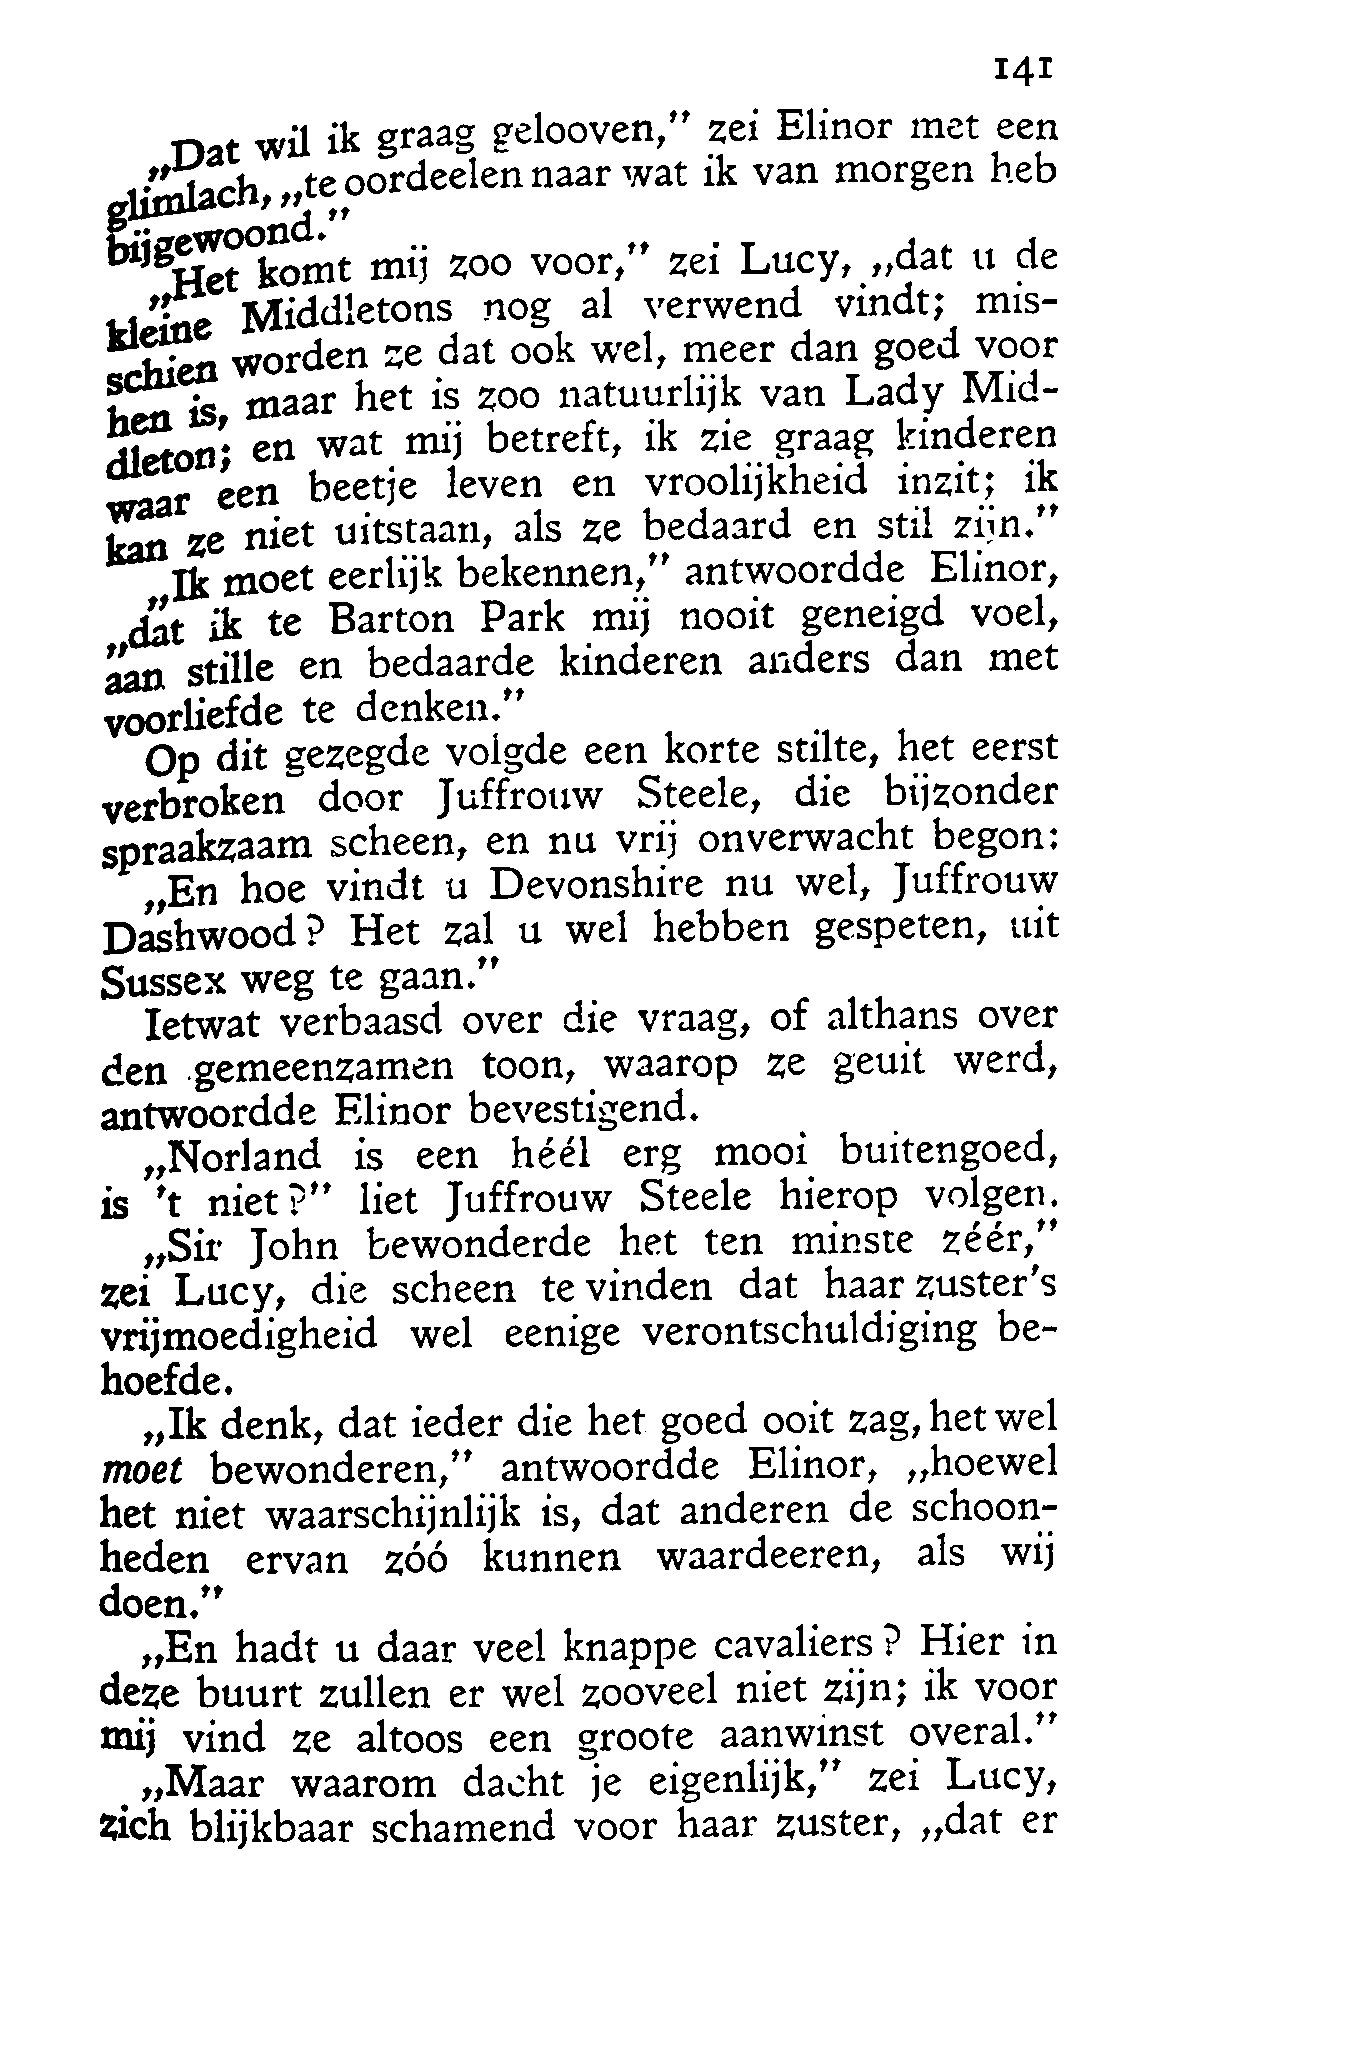 141
„Dat wil ik graag gelooven,” zei Elinor met een
glimlach, „te oordeelen naar wat ik van morgen heb
bijgewoond.”
„Het komt mij zoo voor,” zei Lucy, „dat u de
kleine Middletons nog al verwend vindt; mis-
schien worden ze dat ook wel, meer dan goed voor
hen is, maar het is zoo natuurlijk van Lady Mid-
dleton; en wat mij betreft, ik zie graag kinderen
waar een beetje leven en vroolijkheid inzit; ik
kan ze niet uitstaan, als ze bedaard en stil zijn.”
„Ik moet eerlijk bekennen,” antwoordde Elinor,
„dat ik te Barton Park mij nooit geneigd voel,
aan stille en bedaarde kinderen anders dan met
voorliefde te denken.”
Op dit gezegde volgde een korte stilte, het eerst
verbroken door Juffrouw Steele, die bijzonder
spraakzaam scheen, en nu vrij onverwacht begon:
„En hoe vindt u Devonshire nu wel, Juffrouw
Dashwood? Het zal u wel hebben gespeten, uit
Sussex weg te gaan.”
Ietwat verbaasd over die vraag, of althans over
den gemeenzamen toon, waarop ze geuit werd,
antwoordde Elinor bevestigend.
„Norland is een héél erg mooi buitengoed,
is 't niet?” liet Juffrouw Steele hierop volgen.
„Sir John bewonderde het ten minste zéér,”
zei Lucy, die scheen te vinden dat haar zuster's
vrijmoedigheid wel eenige verontschuldiging be-
hoefde.
„Ik denk, dat ieder die het goed ooit zag, het wel
moet bewonderen,” antwoordde Elinor, „hoewel
het niet waarschijnlijk is, dat anderen de schoon-
heden ervan zóó kunnen waardeeren, als wij
doen.”
„En hadt u daar veel knappe cavaliers? Hier in
deze buurt zullen er wel zooveel niet zijn; ik voor
mij vind ze altoos een groote aanwinst overal.”
„Maar waarom dacht je eigenlijk,” zei Lucy,
zich blijkbaar schamend voor haar zuster, „dat er